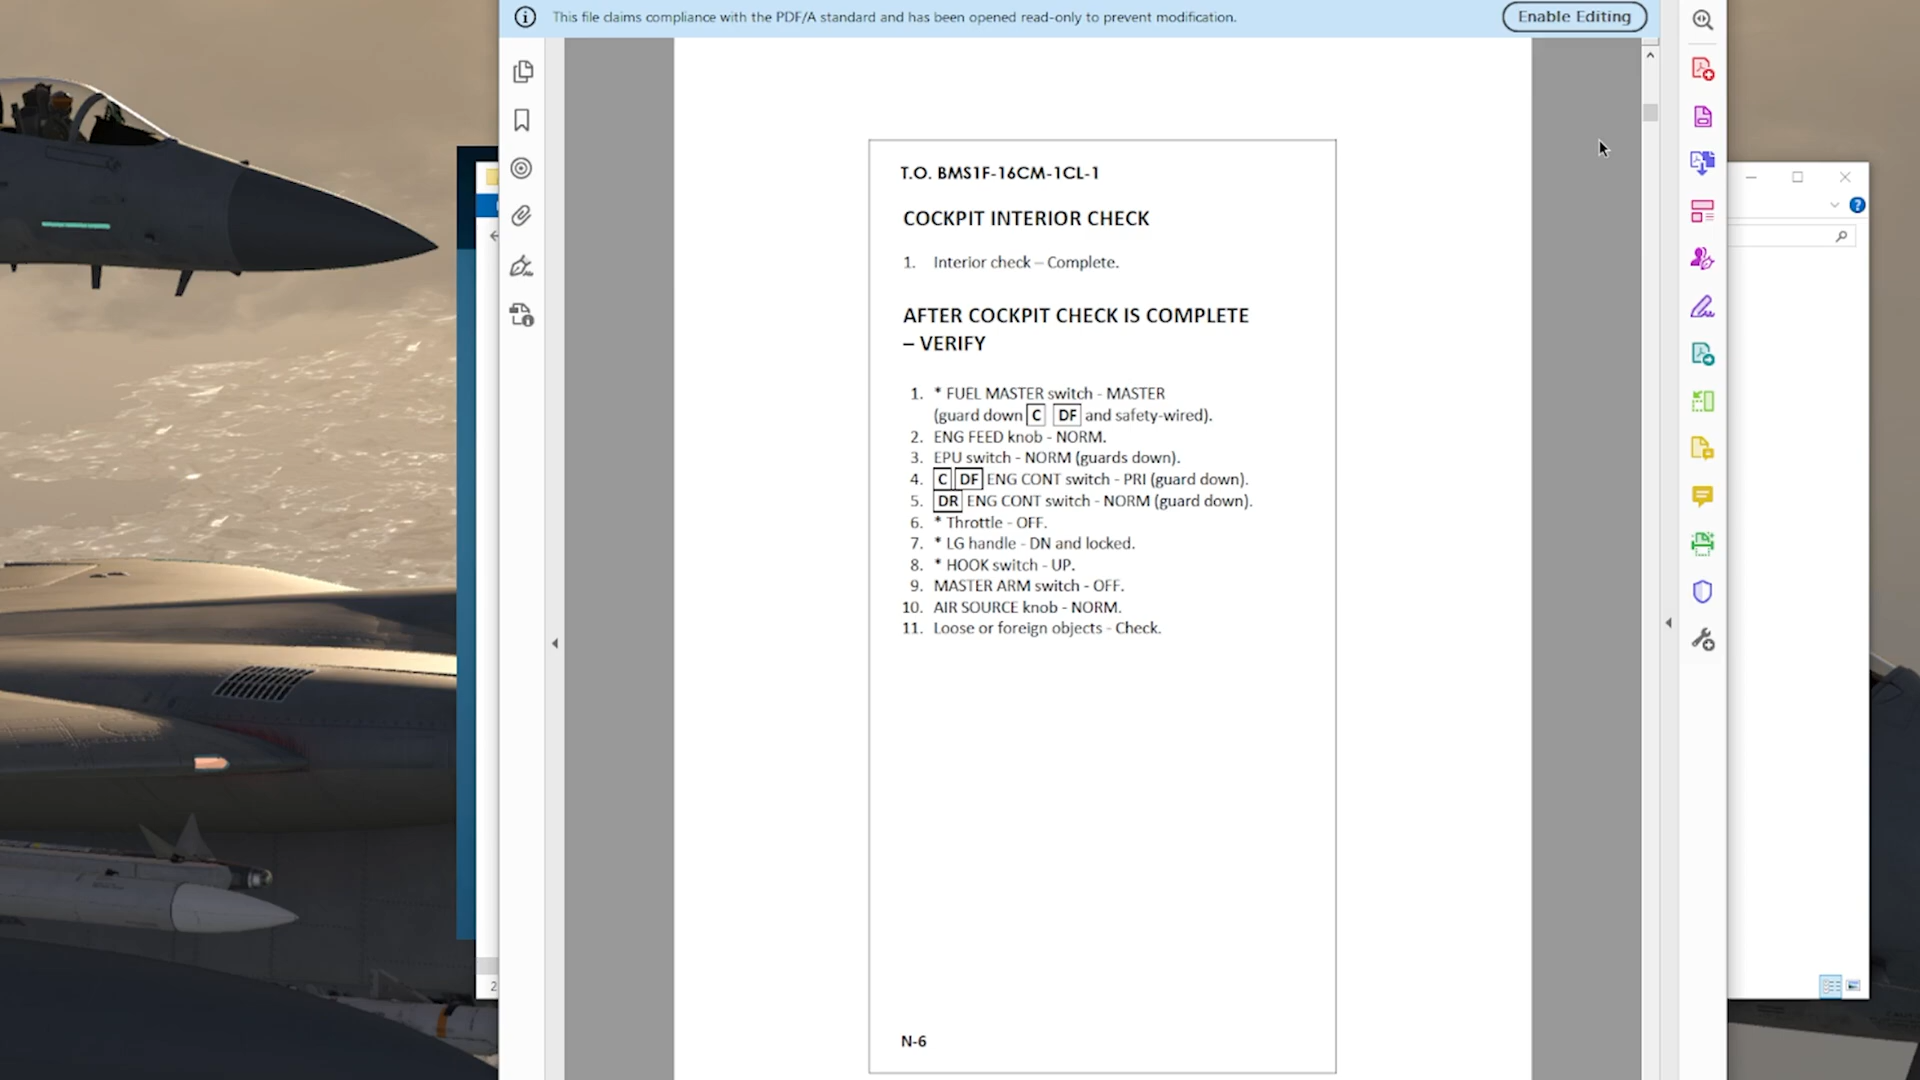 This file claims compliance with the PDF/A standard and has been opened read-only to prevent modification.
Enable Editing
T.O. BMS1F-16CM-1CL-1
COCKPIT INTERIOR CHECK
1. Interior check – Complete.
AFTER COCKPIT CHECK IS COMPLETE
– VERIFY
1. * FUEL MASTER switch - MASTER
(guard down C DF and safety-wired).
2. ENG FEED knob - NORM.
3. EPU switch - NORM (guards down).
4. C DF ENG CONT switch - PRI (guard down).
5. DR ENG CONT switch - NORM (guard down).
6. * Throttle - OFF.
7. * LG handle - DN and locked.
8. * HOOK switch - UP.
9. MASTER ARM switch - OFF.
10. AIR SOURCE knob - NORM.
11. Loose or foreign objects - Check.
2
N-6